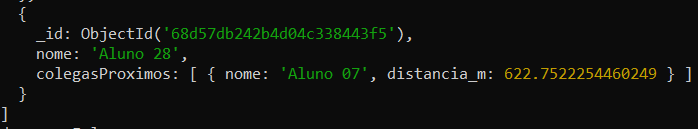 {
_id: ObjectId('68d57db242b4d04c338443f5'),
nome: 'Aluno 28',
colegasProximos: [ { nome: 'Aluno 07', distancia_m: 622.7522254460249 } ]
}
]